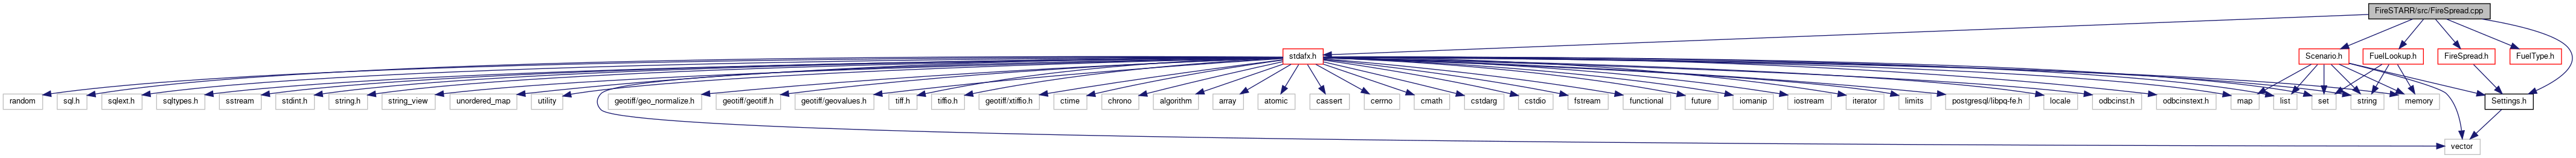 FireSTARR/src/FireSpread.cpp
stdafx.h
Scenario.h
FuelLookup.h
FireSpread.h
FuelType.h
random
sql.h
sqlext.h
sqltypes.h
sstream
stdint.h
string.h
string_view
unordered_map
utility
geotiff/geo_normalize.h
geotiff/geotiff.h
geotiff/geovalues.h
tiff.h
tiffio.h
geotiff/xtiffio.h
ctime
chrono
algorithm
array
atomic
cassert
cerrno
cmath
cstdarg
cstdio
fstream
functional
future
iomanip
iostream
iterator
limits
postgresql/libpq-fe.h
locale
odbcinst.h
odbcinstext.h
map
list
set
string
memory
Settings.h
vector